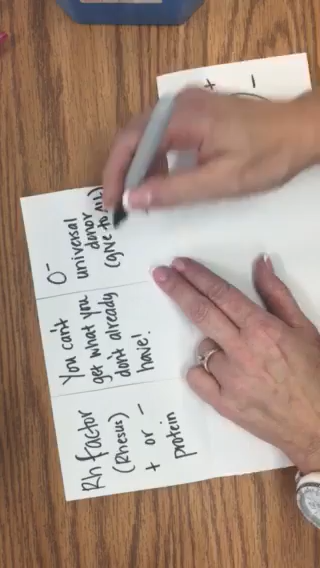 Rh factor
(Rhesus)
+ or -
protein
You can't
get what you
don't already
have!
O-
universal
donor
(give to ALL)
+
-